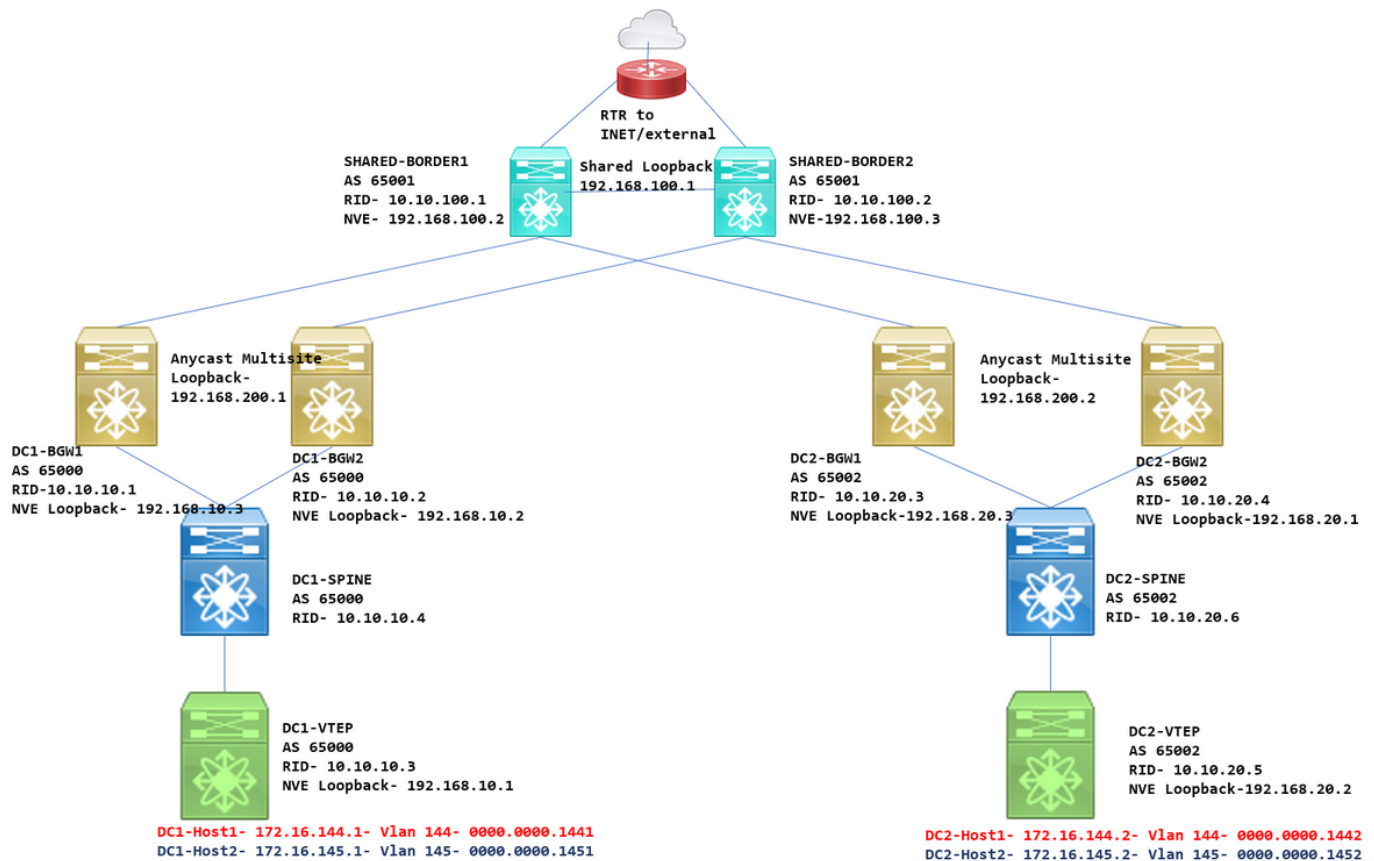 RTR to
INET/external
SHARED-BORDER1
AS 65001
RID- 10.10.100.1
NVE- 192.168.100.2
Shared Loopback
192.168.100.1
SHARED-BORDER2
AS 65001
RID- 10.10.100.2
NVE-192.168.100.3
Anycast Multisite
Loopback-
192.168.200.1
Anycast Multisite
Loopback-
192.168.200.2
DC1-BGW1
AS 65000
RID-10.10.10.1
NVE Loopback- 192.168.10.3
DC1-BGW2
AS 65000
RID- 10.10.10.2
NVE Loopback- 192.168.10.2
DC2-BGW1
AS 65002
RID- 10.10.20.3
NVE Loopback-192.168.20.3
DC2-BGW2
AS 65002
RID- 10.10.20.4
NVE Loopback-192.168.20.1
DC1-SPINE
AS 65000
RID- 10.10.10.4
DC2-SPINE
AS 65002
RID- 10.10.20.6
DC1-VTEP
AS 65000
RID- 10.10.10.3
NVE Loopback- 192.168.10.1
DC2-VTEP
AS 65002
RID- 10.10.20.5
NVE Loopback-192.168.20.2
DC1-Host1- 172.16.144.1- Vlan 144- 0000.0000.1441
DC1-Host2- 172.16.145.1- Vlan 145- 0000.0000.1451
DC2-Host1- 172.16.144.2- Vlan 144- 0000.0000.1442
DC2-Host2- 172.16.145.2- Vlan 145- 0000.0000.1452